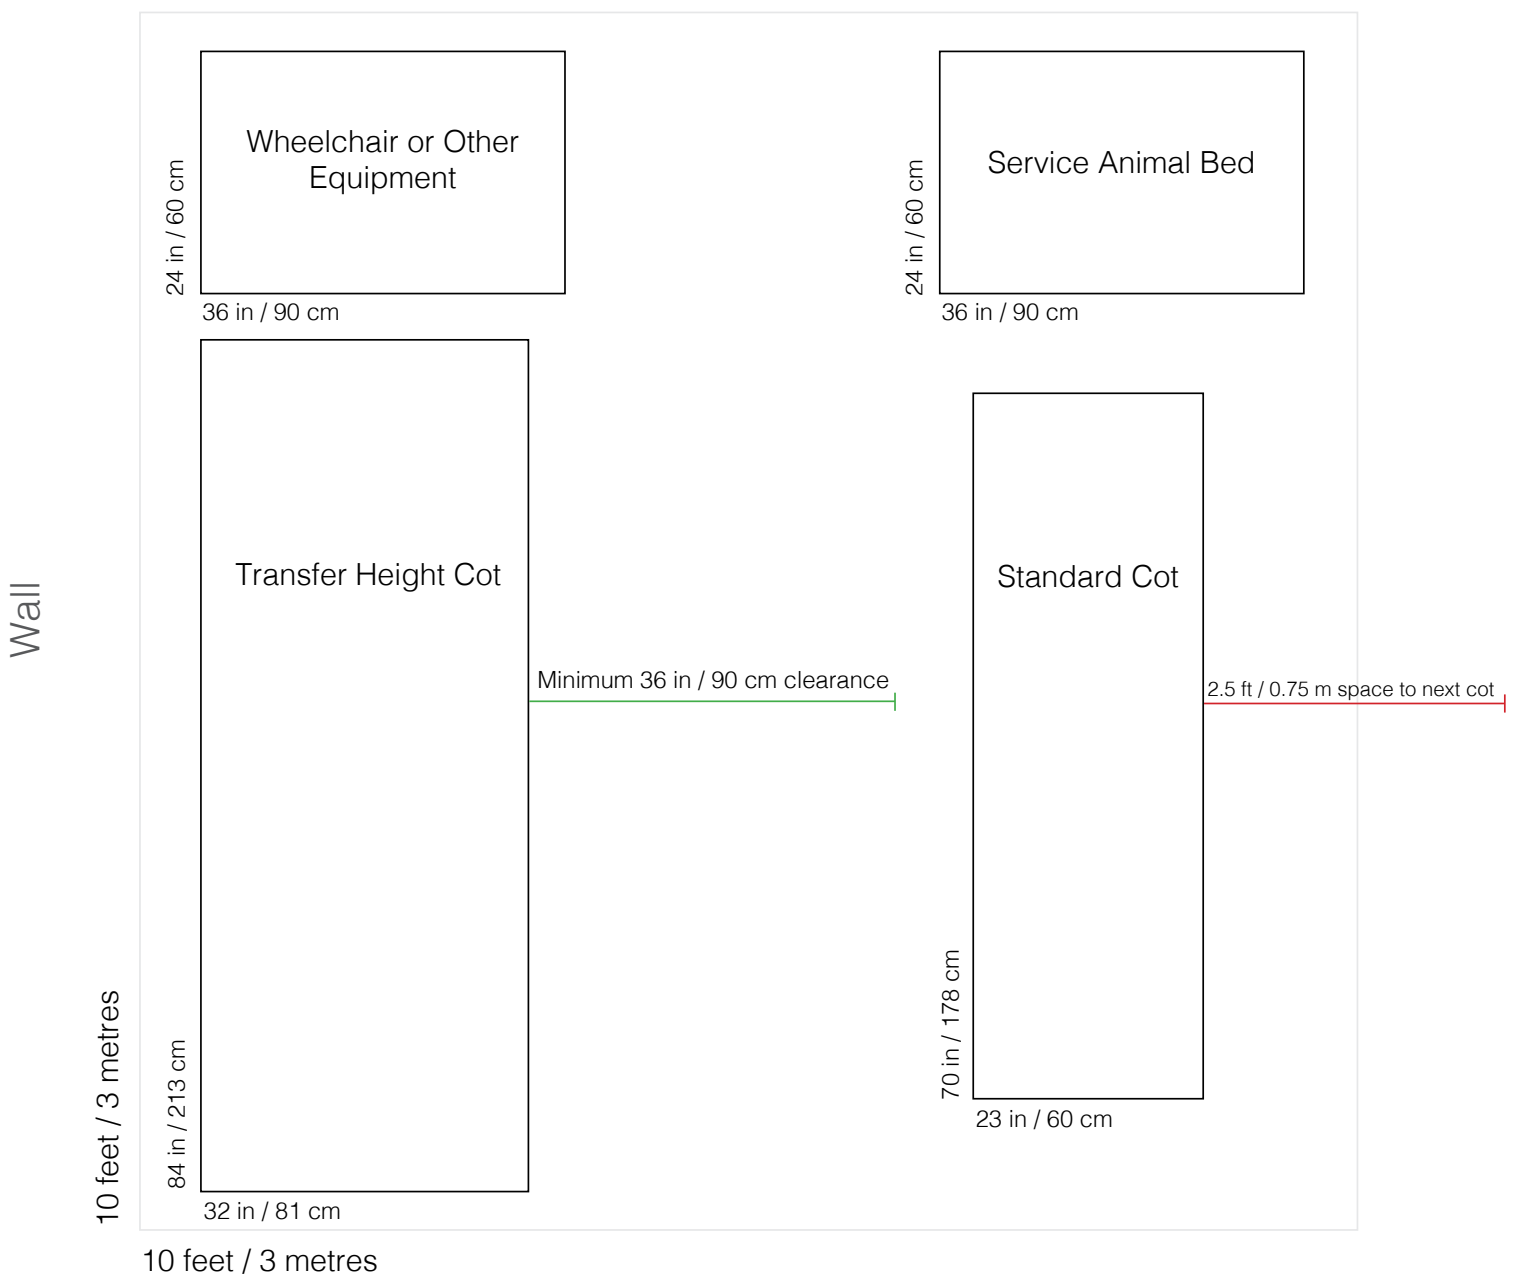 Wheelchair or Other
Equipment
24 in / 60 cm
36 in / 90 cm
Service Animal Bed
24 in / 60 cm
36 in / 90 cm
Wall
Transfer Height Cot
84 in / 213 cm
32 in / 81 cm
Minimum 36 in / 90 cm clearance
Standard Cot
2.5 ft / 0.75 m space to next cot
70 in / 178 cm
23 in / 60 cm
10 feet / 3 metres
10 feet / 3 metres